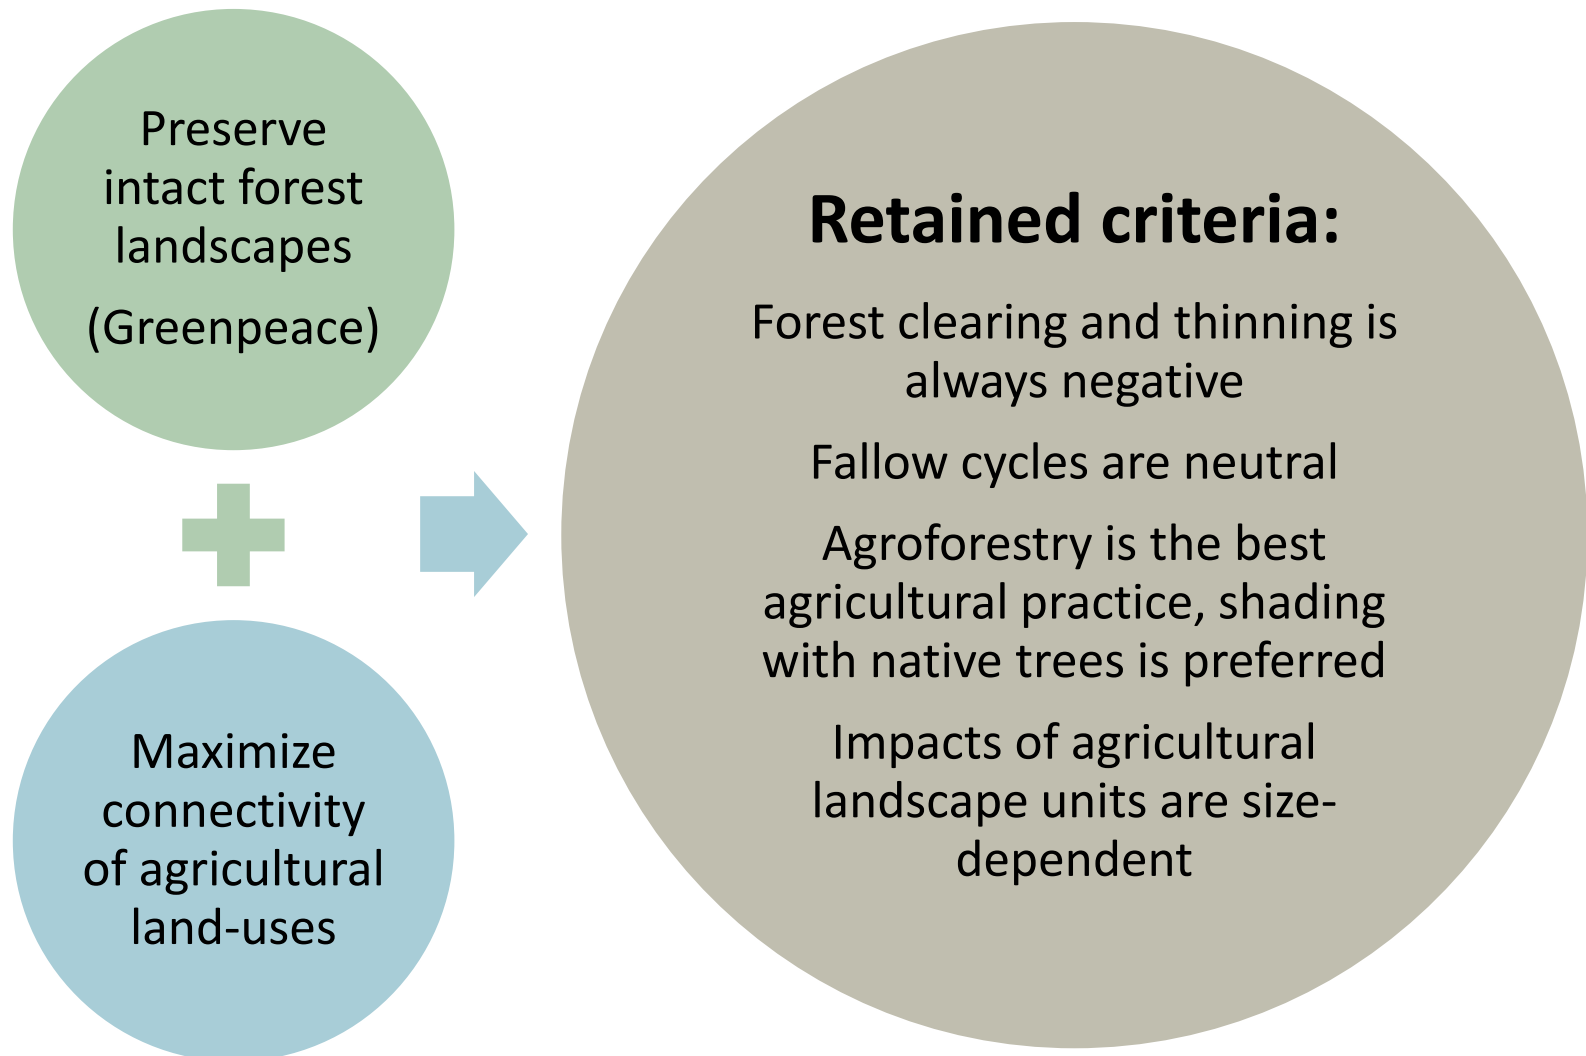 Preserve
intact forest
landscapes
(Greenpeace)
Maximize
connectivity
of agricultural
land-uses
Retained criteria:
Forest clearing and thinning is
always negative
Fallow cycles are neutral
Agroforestry is the best
agricultural practice, shading
with native trees is preferred
Impacts of agricultural
landscape units are size-
dependent